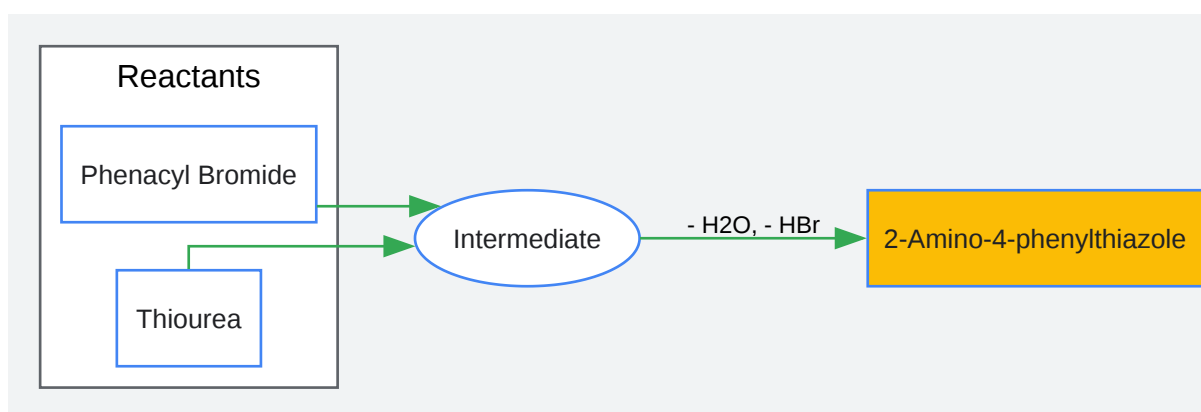 Reactants
Phenacyl Bromide
Thiourea
Intermediate
- H2O, - HBr
2-Amino-4-phenylthiazole